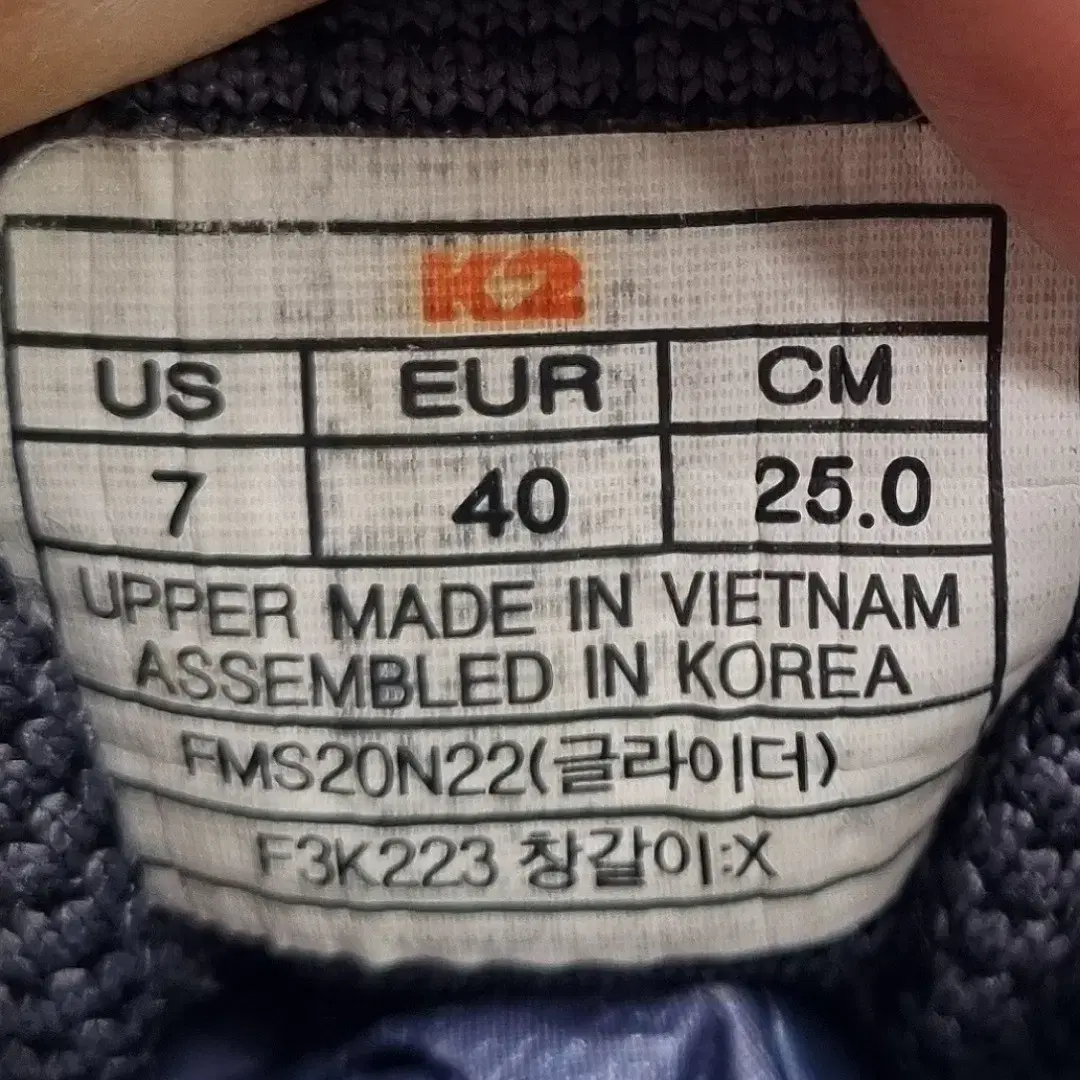 K2
US EUR CM
7 40 25.0
UPPER MADE IN VIETNAM
ASSEMBLED IN KOREA
FMS20N22(글라이더)
F3K223 창갈이:X